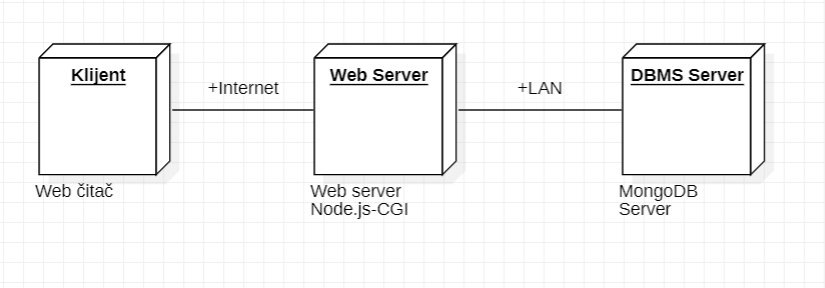 Klijent
+Internet
Web Server
+LAN
DBMS Server
Web čitač
Web server
Node.js-CGI
MongoDB
Server